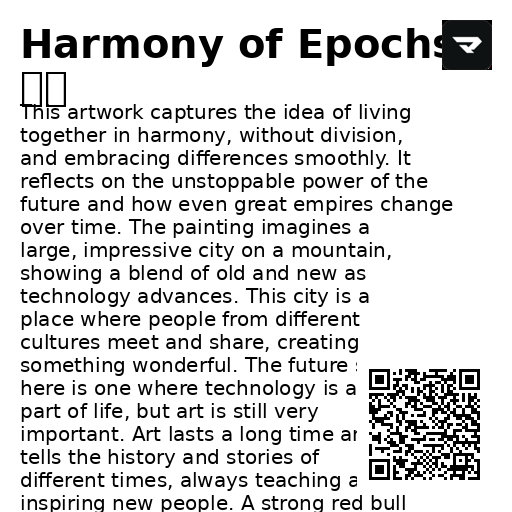 Harmony of Epochs
This artwork captures the idea of living
together in harmony, without division,
and embracing differences smoothly. It
reflects on the unstoppable power of the
future and how even great empires change
over time. The painting imagines a
large, impressive city on a mountain,
showing a blend of old and new as
technology advances. This city is a
place where people from different
cultures meet and share, creating
something wonderful. The future
here is one where technology is a
part of life, but art is still very
important. Art lasts a long time
tells the history and stories of
different times, always teaching
inspiring new people. A strong red bull